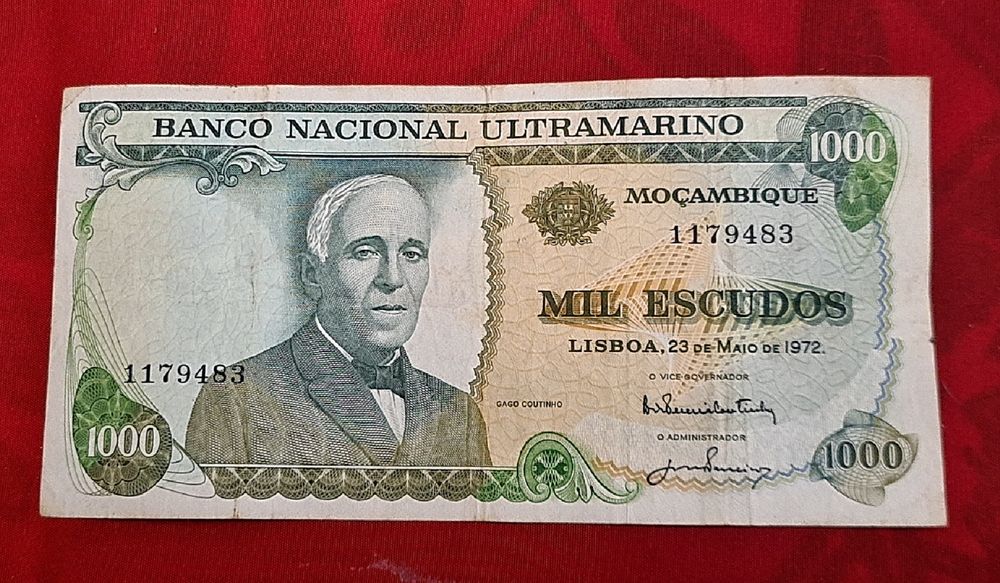 BANCO NACIONAL ULTRAMARINO
1000
MOÇAMBIQUE
1179483
MIL ESCUDOS
LISBOA, 23 DE MAIO DE 1972.
O VICE-GOVERNADOR
1179483
GAGO COUTINHO
O ADMINISTRADOR
1000
1000